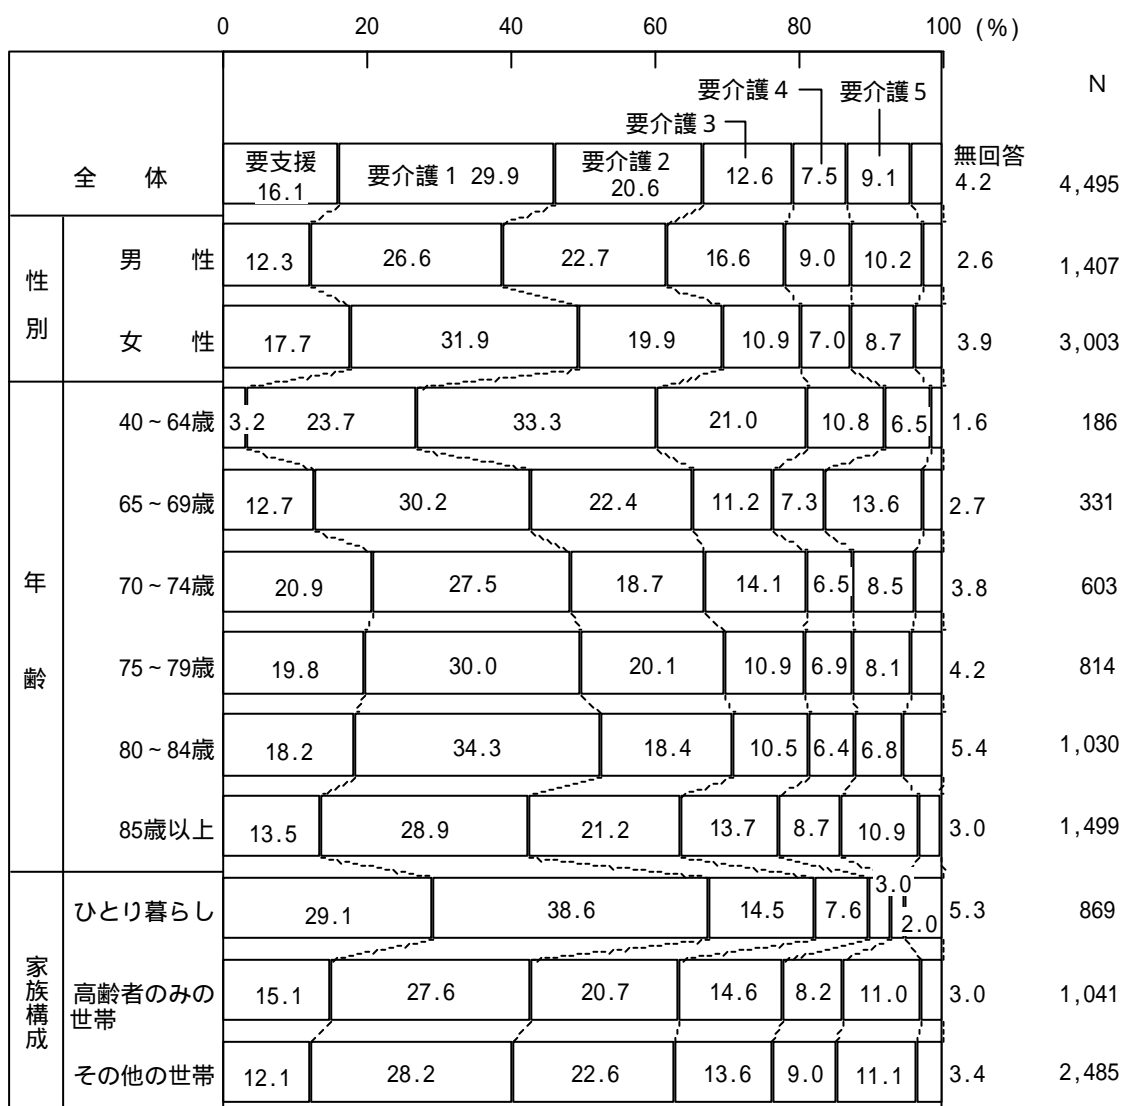 0 20 40 60 80 100 (%)
N
要介護4 要介護5
要介護3
無回答
全 体 要支援 16.1 要介護1 29.9 要介護2 20.6 12.6 7.5 9.1 4.2 4,495
性別
男 性 12.3 26.6 22.7 16.6 9.0 10.2 2.6 1,407
女 性 17.7 31.9 19.9 10.9 7.0 8.7 3.9 3,003
年齢
40~64歳 3.2 23.7 33.3 21.0 10.8 6.5 1.6 186
65~69歳 12.7 30.2 22.4 11.2 7.3 13.6 2.7 331
70~74歳 20.9 27.5 18.7 14.1 6.5 8.5 3.8 603
75~79歳 19.8 30.0 20.1 10.9 6.9 8.1 4.2 814
80~84歳 18.2 34.3 18.4 10.5 6.4 6.8 5.4 1,030
85歳以上 13.5 28.9 21.2 13.7 8.7 10.9 3.0 1,499
家族構成
ひとり暮らし 29.1 38.6 14.5 7.6 3.0 2.0 5.3 869
高齢者のみの
世帯 15.1 27.6 20.7 14.6 8.2 11.0 3.0 1,041
その他の世帯 12.1 28.2 22.6 13.6 9.0 11.1 3.4 2,485